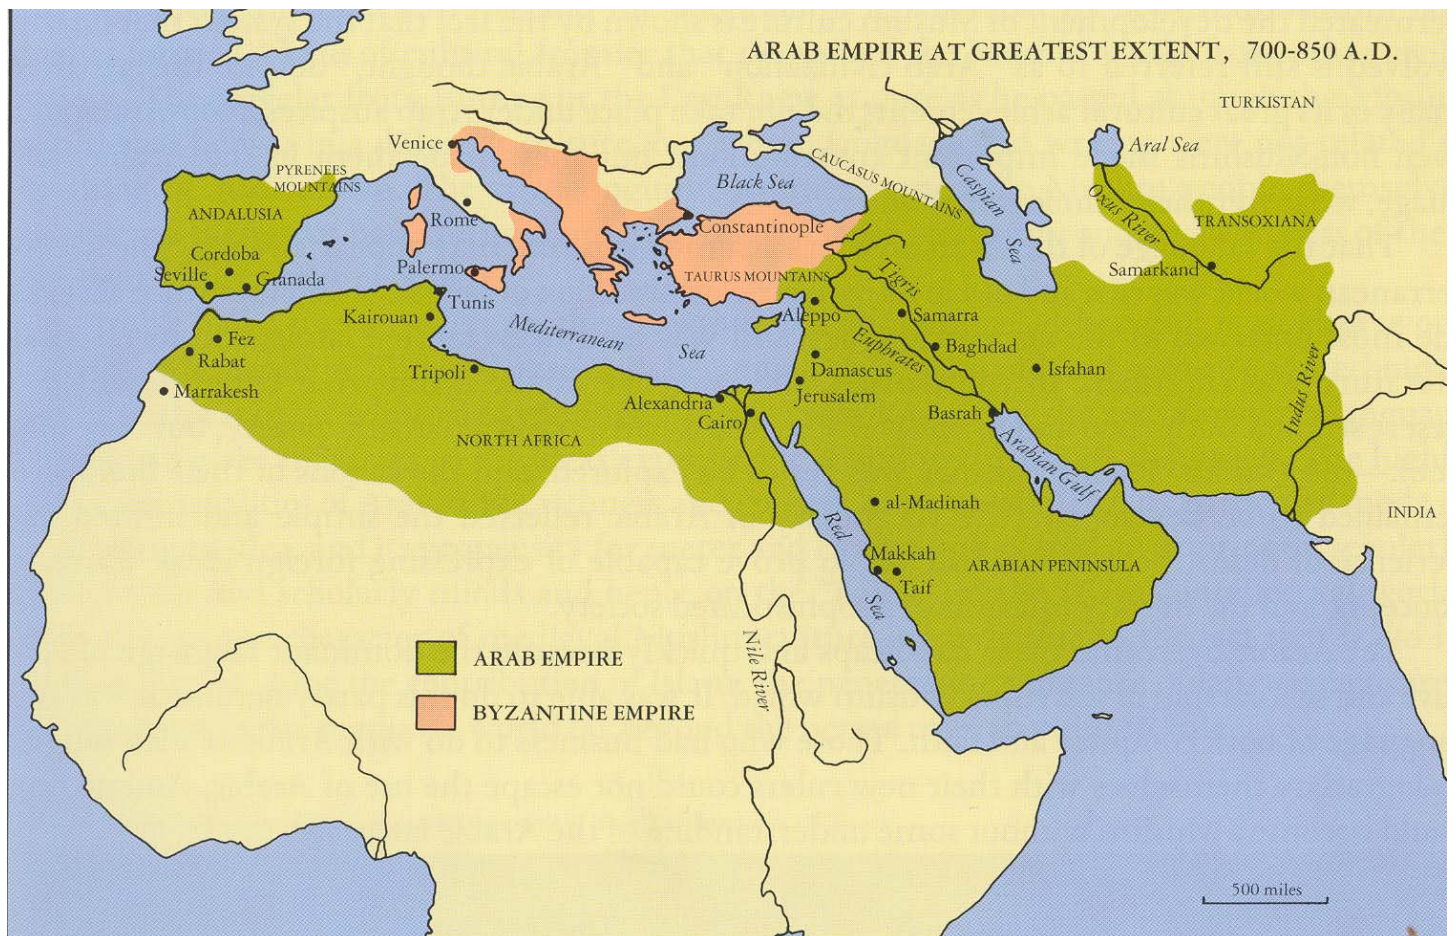 ARAB EMPIRE AT GREATEST EXTENT, 700-850 A.D.
TURKISTAN
Venice
Aral Sea
CAUCASUS MOUNTAINS
PYRENEES
MOUNTAINS
Black Sea
Caspian
Sea
Oxus River
ANDALUSIA
Rome
Constantinople
TRANSOXIANA
Cordoba
Palermo
TAURUS MOUNTAINS
Tigris
Samarkand
Seville
Granada
Tunis
Kairouan
Mediterranean
Sea
Aleppo
Samarra
Fez
Euphrates
Baghdad
Rabat
Tripoli
Damascus
Isfahan
Indus River
Marrakesh
Alexandria
Jerusalem
Basrah
Cairo
NORTH AFRICA
Arabian Gulf
al-Madinah
INDIA
Red
Sea
Makkah
Taif
ARABIAN PENINSULA
Nile River
ARAB EMPIRE
BYZANTINE EMPIRE
500 miles